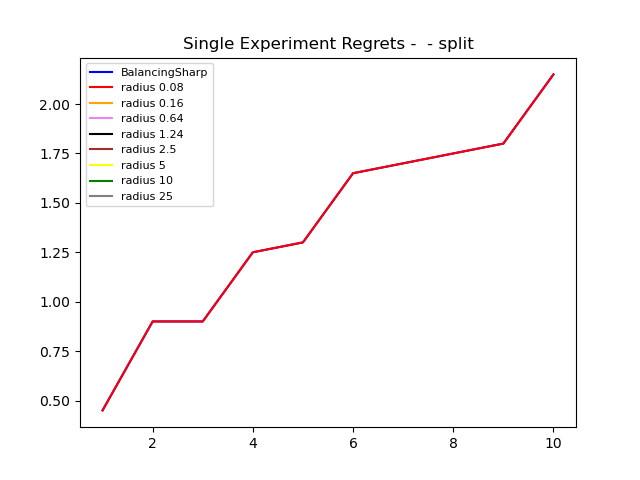 Single Experiment Regrets -  - split
BalancingSharp
radius 0.08
radius 0.16
radius 0.64
radius 1.24
radius 2.5
radius 5
radius 10
radius 25
2.00
1.75
1.50
1.25
1.00
0.75
0.50
2 4 6 8 10